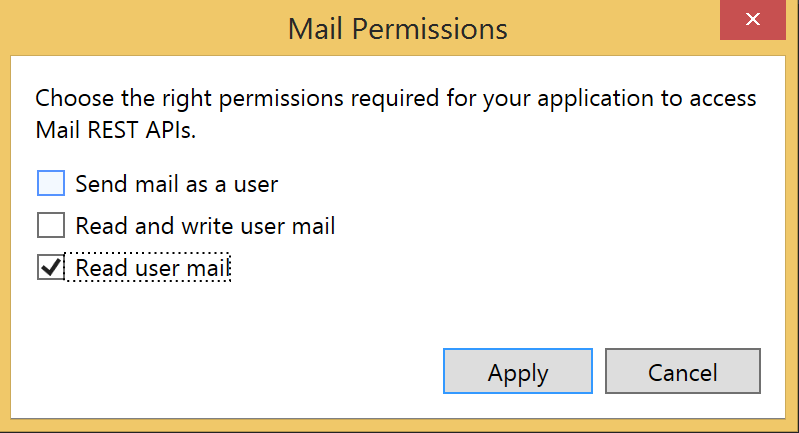 Mail Permissions
Choose the right permissions required for your application to access
Mail REST APIs.
Send mail as a user
Read and write user mail
Read user mail
Apply
Cancel